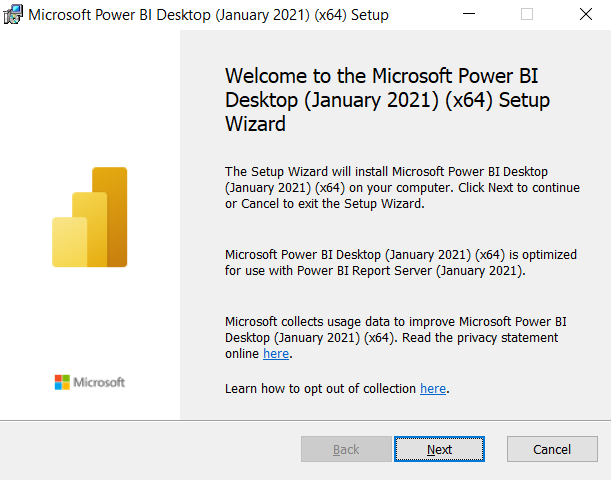 Microsoft Power BI Desktop (January 2021) (x64) Setup
Welcome to the Microsoft Power BI
Desktop (January 2021) (x64) Setup
Wizard
The Setup Wizard will install Microsoft Power BI Desktop
(January 2021) (x64) on your computer. Click Next to continue
or Cancel to exit the Setup Wizard.
Microsoft Power BI Desktop (January 2021) (x64) is optimized
for use with Power BI Report Server (January 2021).
Microsoft collects usage data to improve Microsoft Power BI
Desktop (January 2021) (x64). Read the privacy statement
online here.
Microsoft
Learn how to opt out of collection here.
Back
Next
Cancel